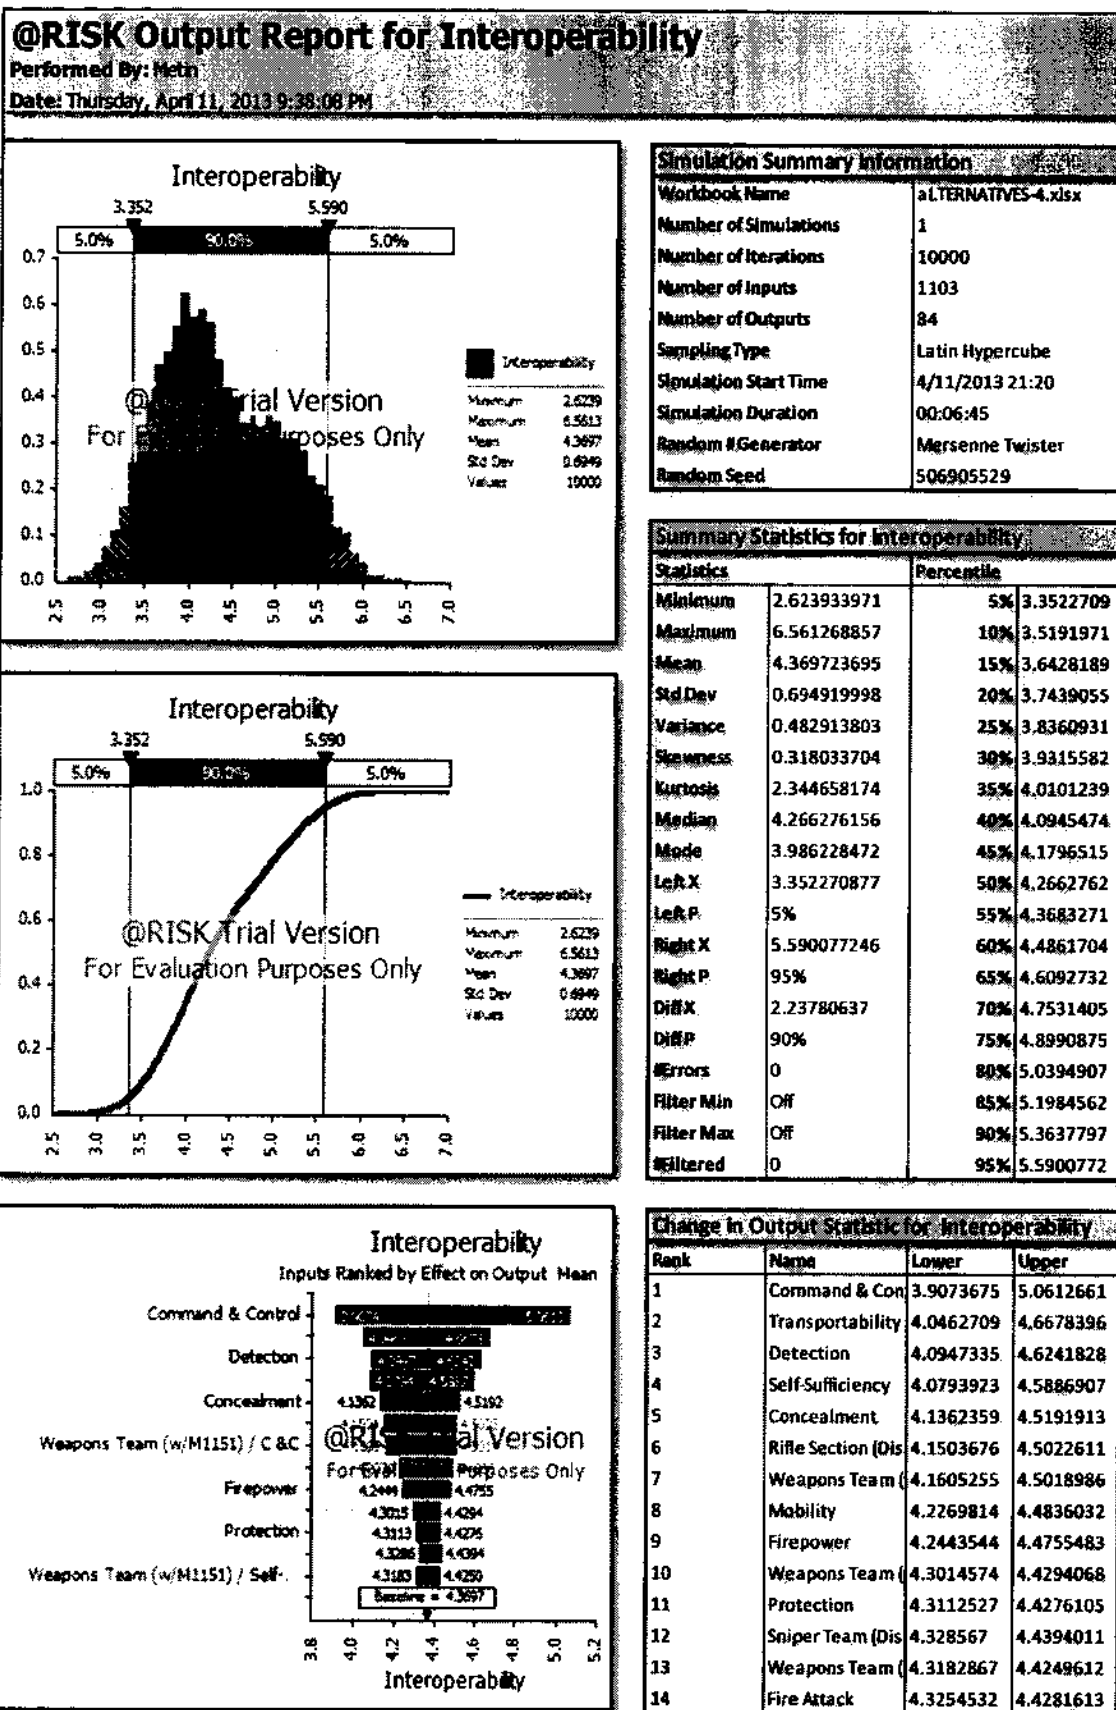 @RISK Output Report for Interoperability
Performed By: Metin
Date: Thursday, April 11, 2013 9:38:08 PM
Interoperability
3.352 5.590
5.0% 90.0% 5.0%
0.7
0.6
0.5
0.4
0.3
0.2
0.1
0.0
2.5 3.0 3.5 4.0 4.5 5.0 5.5 6.0 6.5 7.0
Trial Version
For Purposes Only
Interoperability
Minimum 2.6239
Maximum 6.5613
Mean 4.3697
Std Dev 0.6949
Values 10000
Simulation Summary Information
Workbook Name aLTERNATIVES-4.xlsx
Number of Simulations 1
Number of Iterations 10000
Number of Inputs 1103
Number of Outputs 84
Sampling Type Latin Hypercube
Simulation Start Time 4/11/2013 21:20
Simulation Duration 00:06:45
Random # Generator Mersenne Twister
Random Seed 506905529
Interoperability
3.352 5.590
5.0% 90.0% 5.0%
1.0
0.8
0.6
0.4
0.2
0.0
2.5 3.0 3.5 4.0 4.5 5.0 5.5 6.0 6.5 7.0
@RISK Trial Version
For Evaluation Purposes Only
Interoperability
Minimum 2.6239
Maximum 6.5613
Mean 4.3697
Std Dev 0.6949
Values 10000
Summary Statistics for Interoperability
Statistics Percentile
Minimum 2.623933971 5% 3.3522709
Maximum 6.561268857 10% 3.5191971
Mean 4.369723695 15% 3.6428189
Std Dev 0.694919998 20% 3.7439055
Variance 0.482913803 25% 3.8360931
Skewness 0.318033704 30% 3.9315582
Kurtosis 2.344658174 35% 4.0101239
Median 4.266276156 40% 4.0945474
Mode 3.986228472 45% 4.1796515
Left X 3.352270877 50% 4.2662762
Left P 5% 55% 4.3683271
Right X 5.590077246 60% 4.4861704
Right P 95% 65% 4.6092732
Diff X 2.23780637 70% 4.7531405
Diff P 90% 75% 4.8990875
#Errors 0 80% 5.0394907
Filter Min Off 85% 5.1984562
Filter Max Off 90% 5.3637797
#Filtered 0 95% 5.5900772
Interoperability
Inputs Ranked by Effect on Output Mean
Command & Control
Detection
Concealment 4.1362 4.5192
Weapons Team (w/M1151) / C &C
Firepower 4.2444 4.4755
4.3015 4.4294
Protection 4.3113 4.4276
4.3286 4.4394
Weapons Team (w/M1151) / Self-. 4.3183 4.4250
Baseline = 4.3697
Version
Purposes Only
3.8 4.0 4.2 4.4 4.6 4.8 5.0 5.2
Interoperability
Change in Output Statistic for Interoperability
Rank Name Lower Upper
1 Command & Con 3.9073675 5.0612661
2 Transportability 4.0462709 4.6678396
3 Detection 4.0947335 4.6241828
4 Self-Sufficiency 4.0793923 4.5886907
5 Concealment 4.1362359 4.5191913
6 Rifle Section (Dis 4.1503676 4.5022611
7 Weapons Team ( 4.1605255 4.5018986
8 Mobility 4.2269814 4.4836032
9 Firepower 4.2443544 4.4755483
10 Weapons Team ( 4.3014574 4.4294068
11 Protection 4.3112527 4.4276105
12 Sniper Team (Dis 4.328567 4.4394011
13 Weapons Team ( 4.3182867 4.4249612
14 Fire Attack 4.3254532 4.4281613